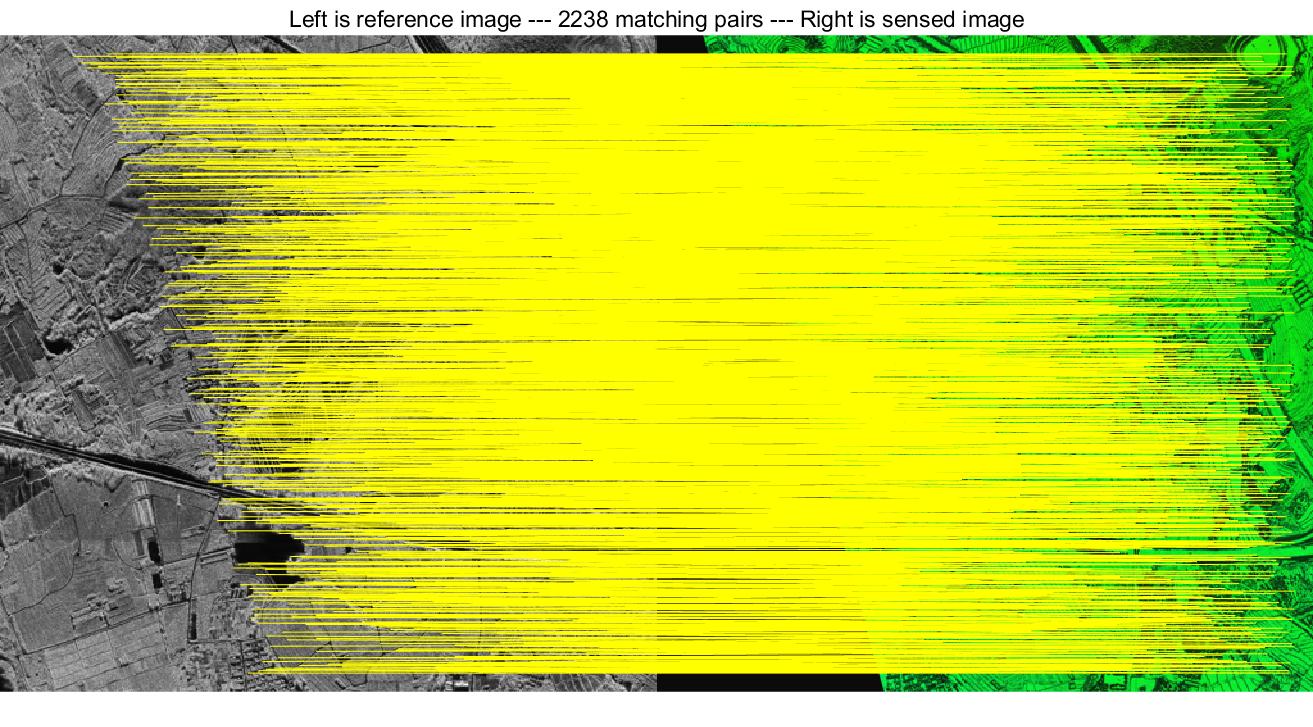 Left is reference image --- 2238 matching pairs --- Right is sensed image